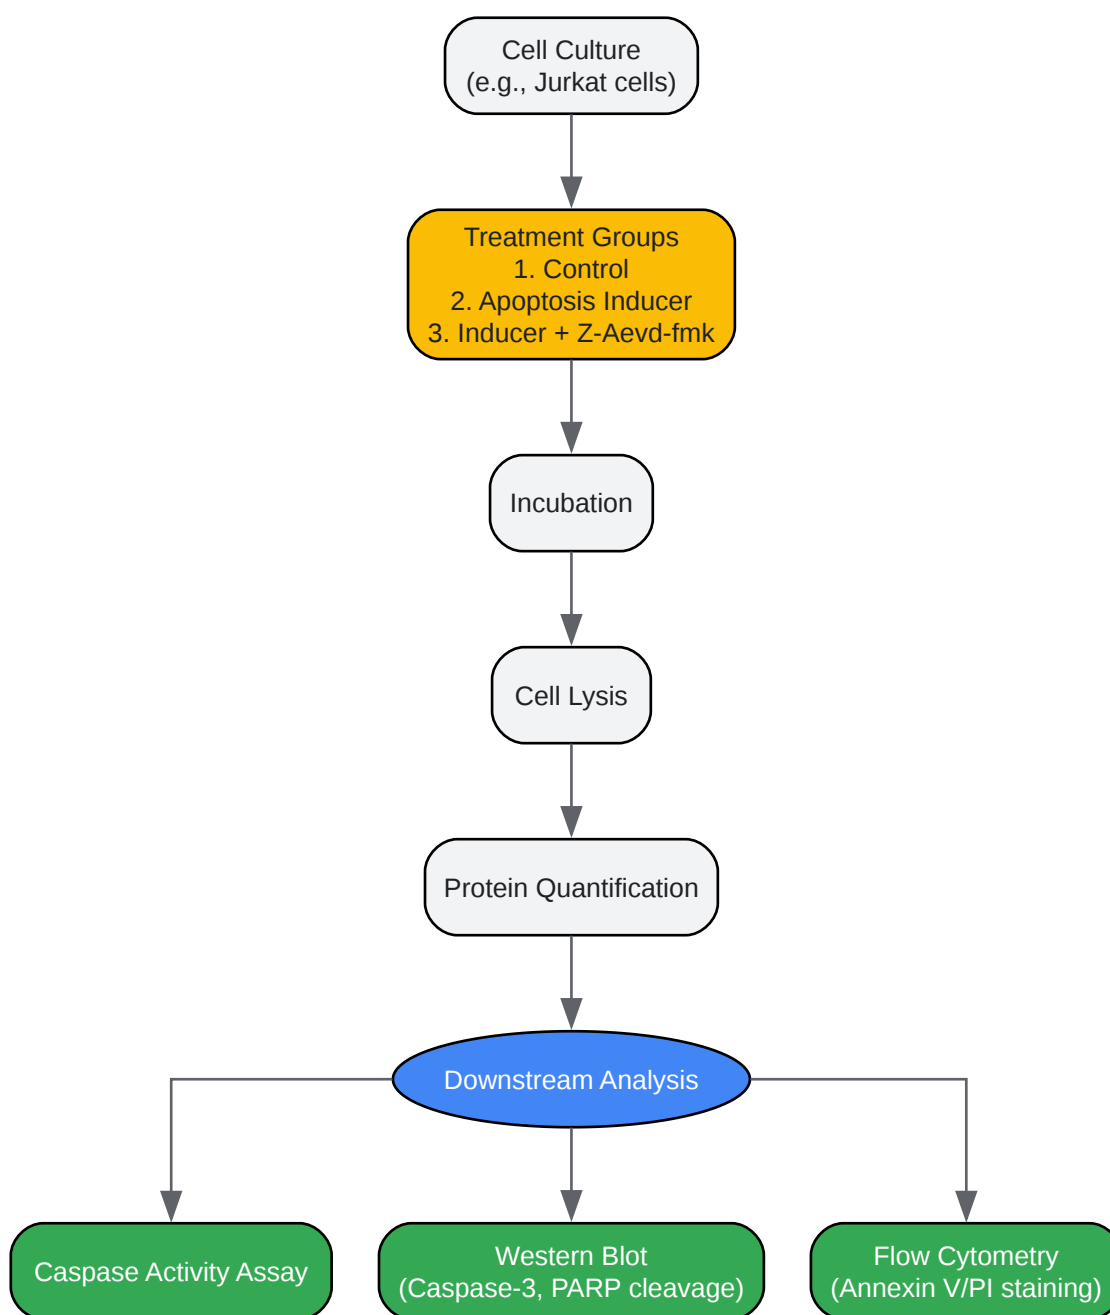 Cell Culture
(e.g., Jurkat cells)
Treatment Groups
1. Control
2. Apoptosis Inducer
3. Inducer + Z-Aevd-fmk
Incubation
Cell Lysis
Protein Quantification
Downstream Analysis
Caspase Activity Assay
Western Blot
(Caspase-3, PARP cleavage)
Flow Cytometry
(Annexin V/PI staining)